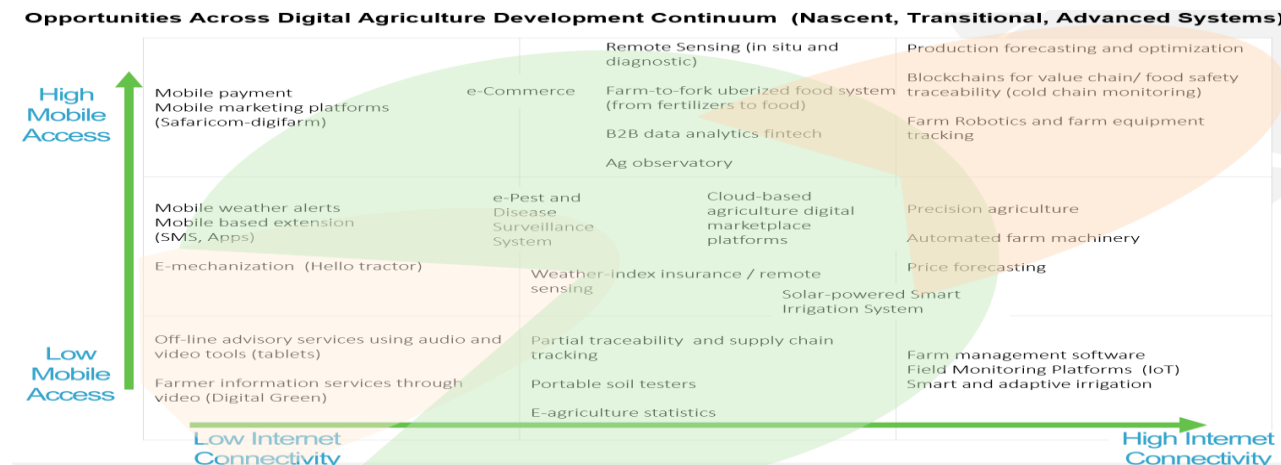 Opportunities Across Digital Agriculture Development Continuum (Nascent, Transitional, Advanced Systems)
High
Mobile
Access
Mobile payment
Mobile marketing platforms
(Safaricom-digifarm)
e-Commerce
Remote Sensing (in situ and
diagnostic)
Farm-to-fork uberized food system
(from fertilizers to food)
B2B data analytics fintech
Ag observatory
Production forecasting and optimization
Blockchains for value chain/ food safety
traceability (cold chain monitoring)
Farm Robotics and farm equipment
tracking
Mobile weather alerts
Mobile based extension
(SMS, Apps)
E-mechanization (Hello tractor)
e-Pest and
Disease
Surveillance
System
Cloud-based
agriculture digital
marketplace
platforms
Weather-index insurance / remote
sensing
Solar-powered Smart
Irrigation System
Precision agriculture
Automated farm machinery
Price forecasting
Low
Mobile
Access
Off-line advisory services using audio and
video tools (tablets)
Farmer information services through
video (Digital Green)
Partial traceability and supply chain
tracking
Portable soil testers
E-agriculture statistics
Farm management software
Field Monitoring Platforms (IoT)
Smart and adaptive irrigation
Low Internet
Connectivity
High Internet
Connectivity